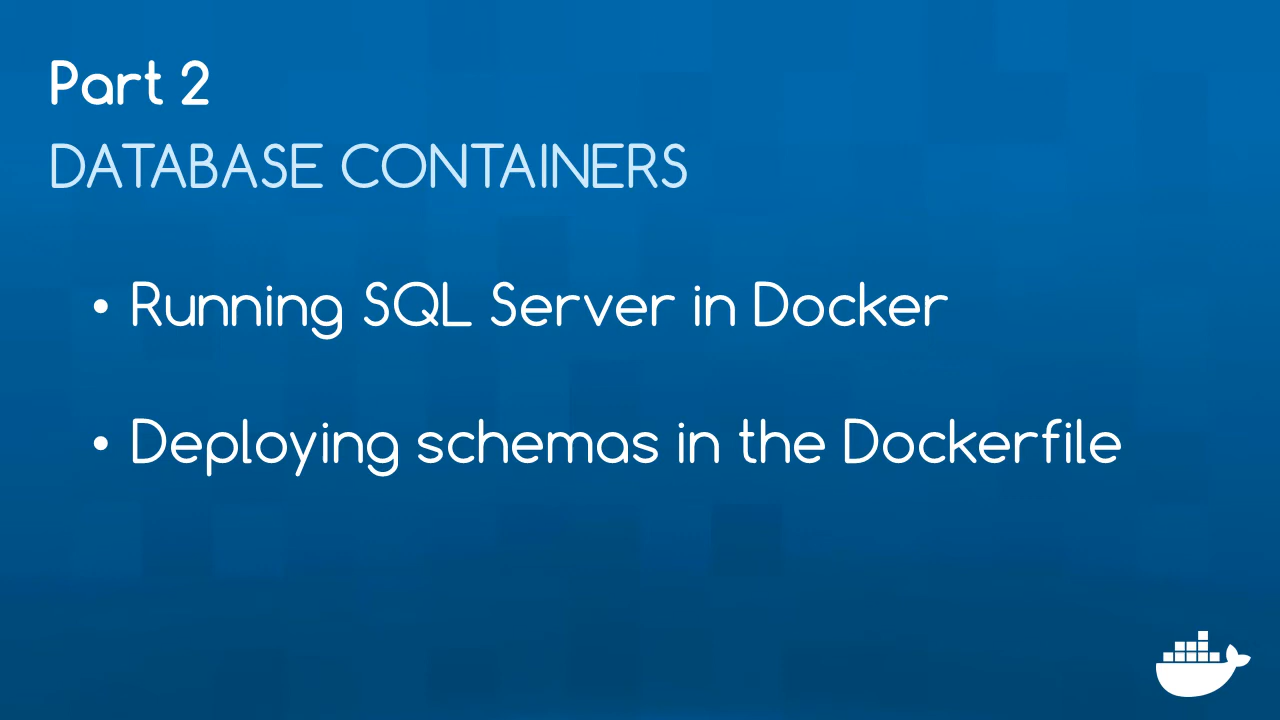 Part 2
DATABASE CONTAINERS
• Running SQL Server in Docker
• Deploying schemas in the Dockerfile